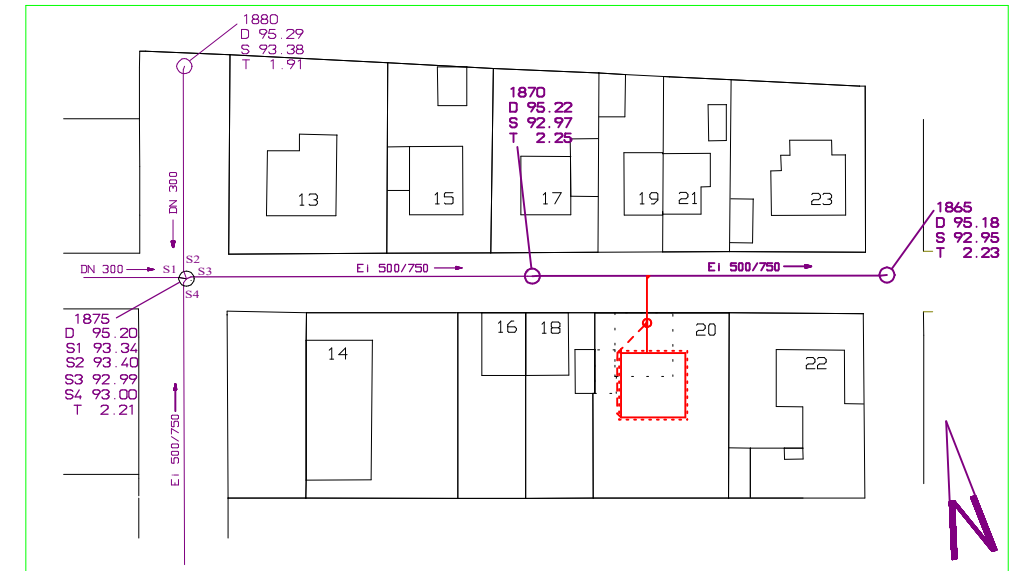 1880
D 95.29
S 93.38
T 1.91
1870
D 95.22
S 92.97
T 2.25
DN 300
13
15
17
19
21
23
1865
D 95.18
S 92.95
T 2.23
DN 300
S1
S2
S3
S4
Ei 500/750
Ei 500/750
1875
D 95.20
S1 93.34
S2 93.40
S3 92.99
S4 93.00
T 2.21
14
16
18
20
22
Ei 500/750
N